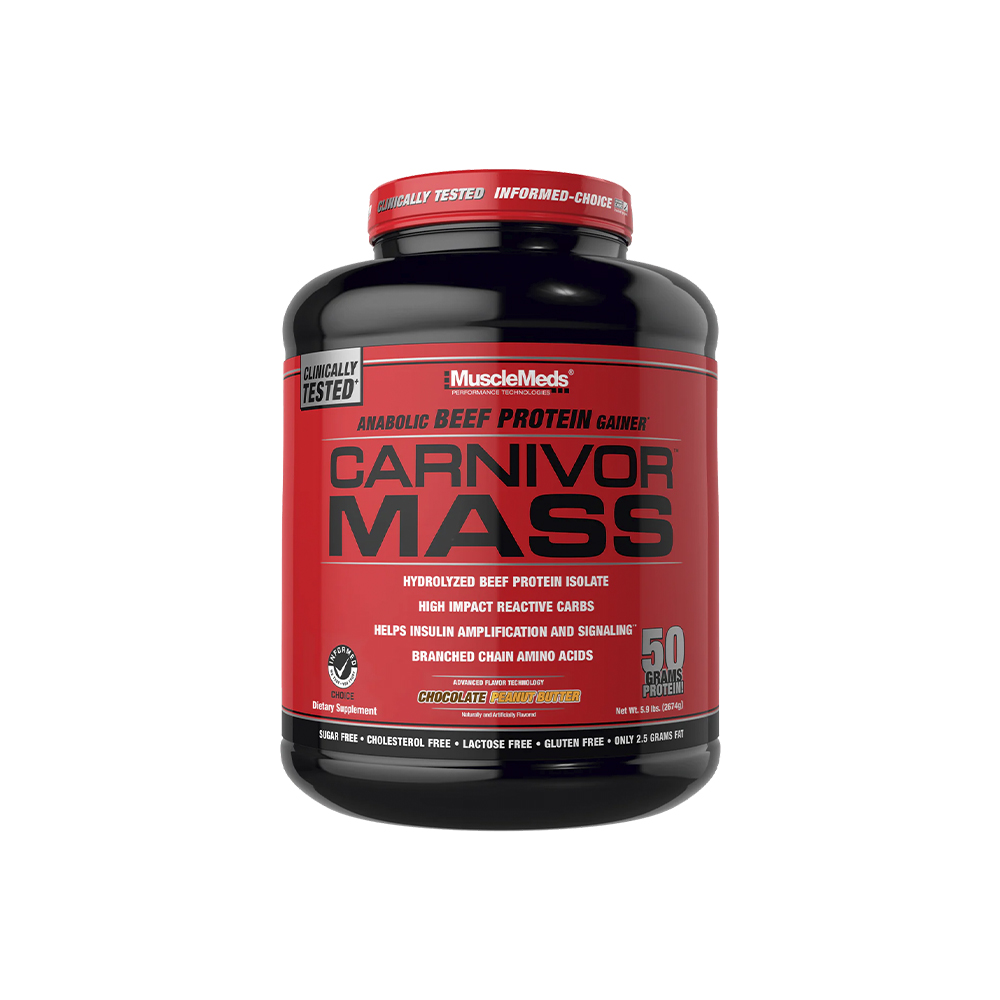 CLINICALLY TESTED INFORMED-CHOICE
CLINICALLY
TESTED+
MuscleMeds®
PERFORMANCE TECHNOLOGIES
ANABOLIC BEEF PROTEIN GAINER*
CARNIVOR™
MASS
HYDROLYZED BEEF PROTEIN ISOLATE
HIGH IMPACT REACTIVE CARBS
HELPS INSULIN AMPLIFICATION AND SIGNALING**
BRANCHED CHAIN AMINO ACIDS
50
GRAMS
PROTEIN!
INFORMED
CHOICE
ADVANCED FLAVOR TECHNOLOGY
CHOCOLATE PEANUT BUTTER
Naturally and Artificially Flavored
Dietary Supplement
Net Wt. 5.9 lbs. (2674g)
SUGAR FREE • CHOLESTEROL FREE • LACTOSE FREE • GLUTEN FREE • ONLY 2.5 GRAMS FAT